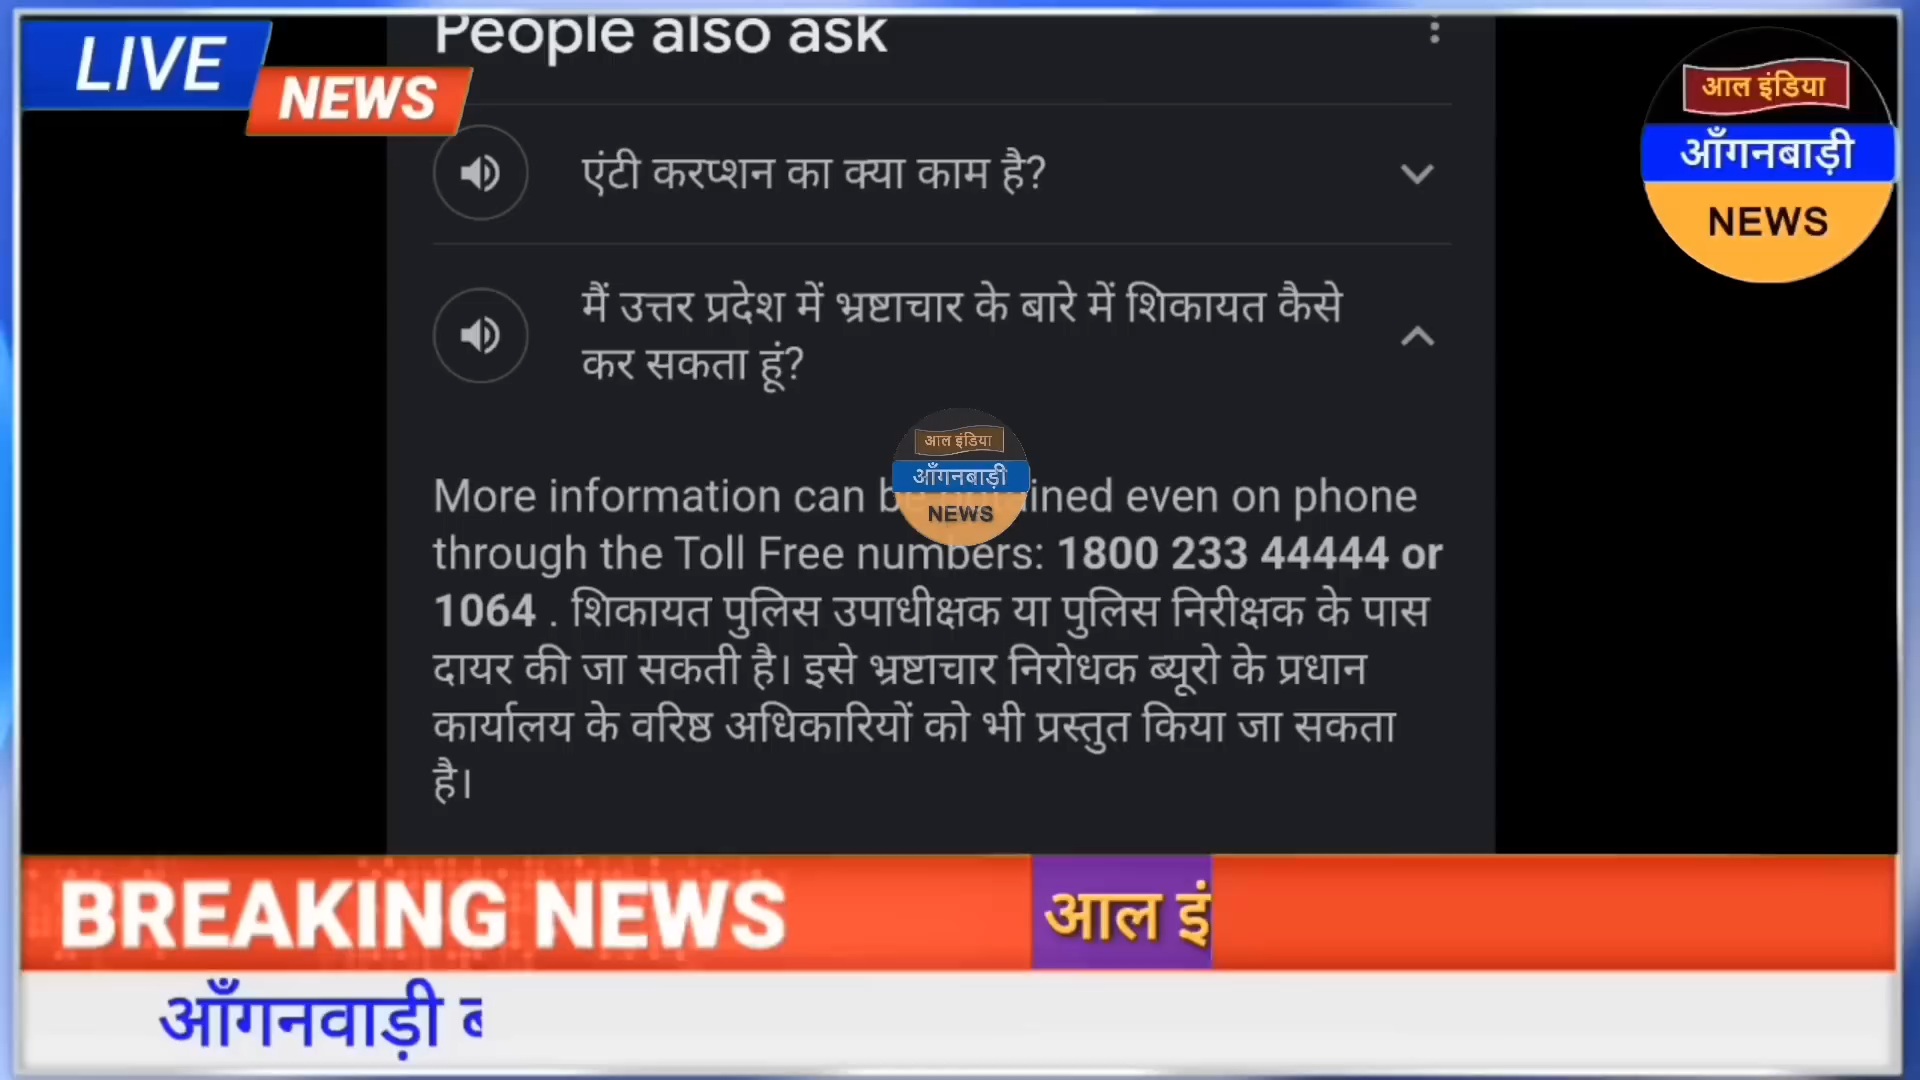 LIVE
NEWS
People also ask
आल इंडिया
आँगनबाड़ी
NEWS
एंटी करप्शन का क्या काम है?
मैं उत्तर प्रदेश में भ्रष्टाचार के बारे में शिकायत कैसे
कर सकता हूं?
आल इंडिया
आँगनबाड़ी
NEWS
More information can even on phone
through the Toll Free numbers: 1800 233 44444 or
1064 . शिकायत पुलिस उपाधीक्षक या पुलिस निरीक्षक के पास
दायर की जा सकती है। इसे भ्रष्टाचार निरोधक ब्यूरो के प्रधान
कार्यालय के वरिष्ठ अधिकारियों को भी प्रस्तुत किया जा सकता
है।
BREAKING NEWS
आल इं
आँगनवाड़ी